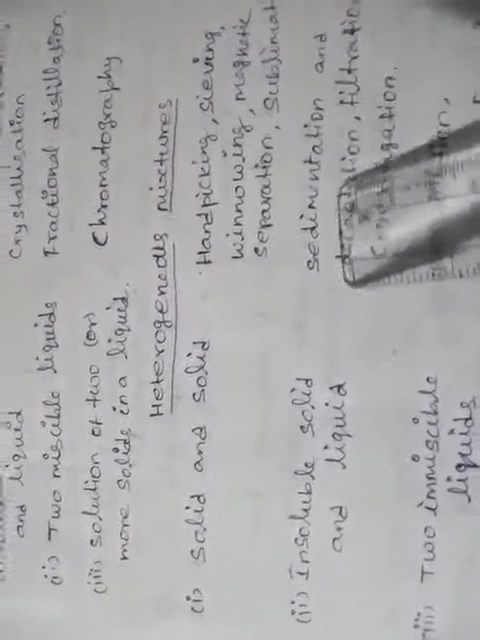 and liquid Crystallisation
(ii) Two miscible liquids Fractional distillation.
(iii) solution of two (or) Chromatography
more solids in a liquid.
Heterogeneous mixtures
(i) solid and solid Handpicking, sieving,
winnowing, magnetic
separation, sublimat
(ii) Insoluble solid sedimentation and
and liquid filtratio
(iii) Two immiscible
liquids